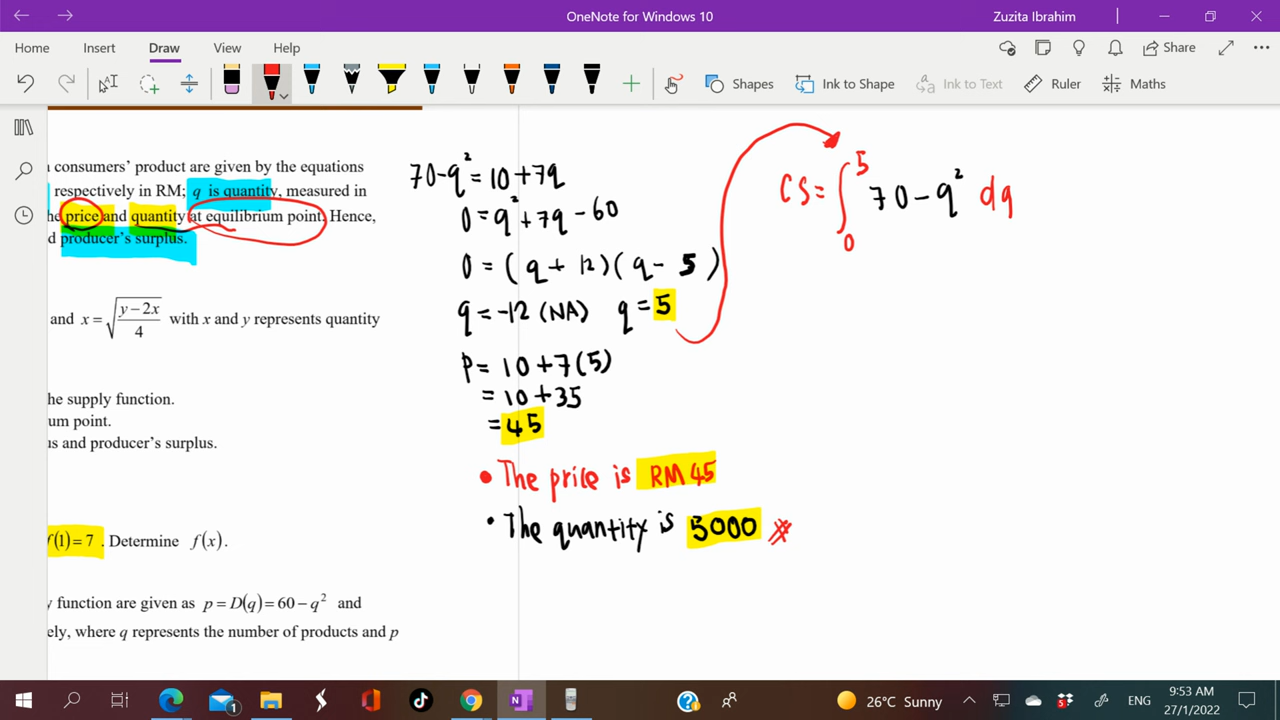 OneNote for Windows 10
Zuzita Ibrahim
Home Insert Draw View Help
Share
Shapes Ink to Shape Ink to Text Ruler Maths
consumers' product are given by the equations
respectively in RM; q is quantity, measured in
price and quantity at equilibrium point. Hence,
producer's surplus.
and x = √((y − 2x)/4) with x and y represents quantity
he supply function.
um point.
us and producer's surplus.
f(1) = 7 . Determine f(x).
function are given as p = D(q) = 60 − q² and
ely, where q represents the number of products and p
70-q² = 10+7q
0 = q² + 7q - 60
0 = (q + 12)(q - 5)
q = -12 (NA) q = 5
P = 10 + 7(5)
= 10 + 35
= 45
• The price is RM 45
• The quantity is 5000
CS = ∫₀⁵ 70 - q² dq
1
5
26°C Sunny
ENG
9:53 AM
27/1/2022